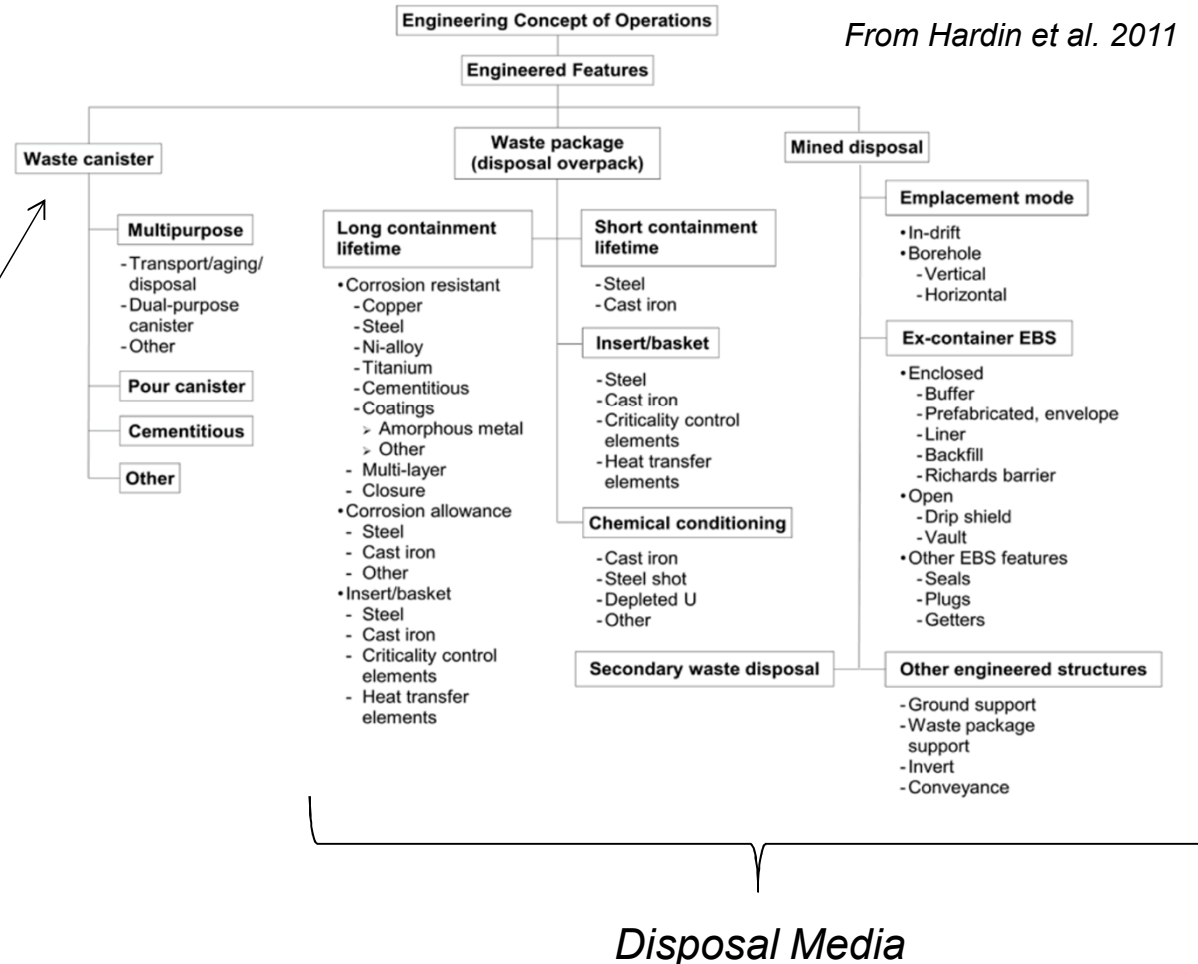 Engineering Concept of Operations
From Hardin et al. 2011
Engineered Features
Waste canister
Multipurpose
-Transport/aging/
disposal
-Dual-purpose
canister
-Other
Pour canister
Cementitious
Other
Waste package
(disposal overpack)
Long containment
lifetime
•Corrosion resistant
-Copper
-Steel
-Ni-alloy
-Titanium
-Cementitious
-Coatings
➢ Amorphous metal
➢ Other
- Multi-layer
- Closure
•Corrosion allowance
- Steel
- Cast iron
- Other
•Insert/basket
- Steel
- Cast iron
- Criticality control
elements
- Heat transfer
elements
Short containment
lifetime
-Steel
-Cast iron
Insert/basket
-Steel
-Cast iron
-Criticality control
elements
-Heat transfer
elements
Chemical conditioning
-Cast iron
-Steel shot
-Depleted U
-Other
Mined disposal
Emplacement mode
•In-drift
•Borehole
-Vertical
-Horizontal
Ex-container EBS
•Enclosed
-Buffer
-Prefabricated, envelope
-Liner
-Backfill
-Richards barrier
•Open
-Drip shield
-Vault
•Other EBS features
-Seals
-Plugs
-Getters
Secondary waste disposal
Other engineered structures
-Ground support
-Waste package
support
-Invert
-Conveyance
Disposal Media